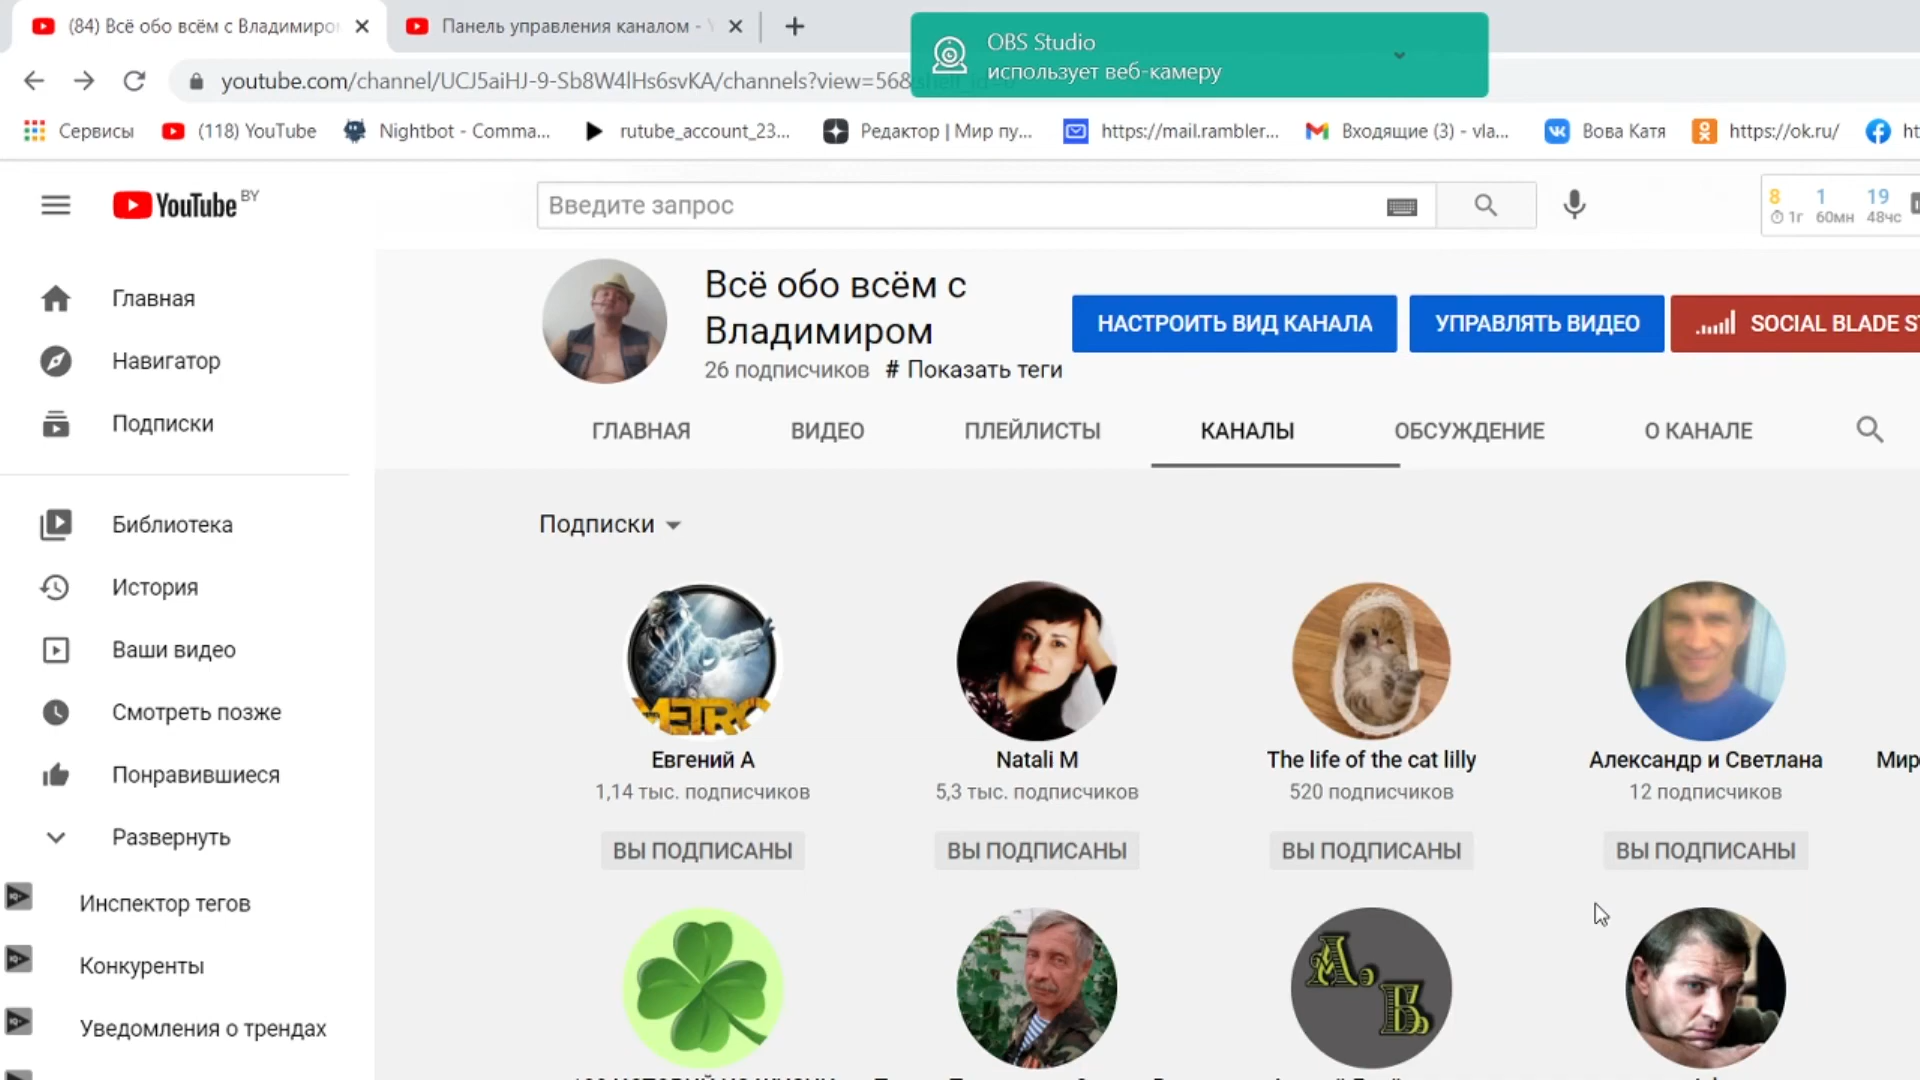 (84) Всё обо всём с Владимиром
Панель управления каналом -
OBS Studio
использует веб-камеру
youtube.com/channel/UCJ5aiHJ-9-Sb8W4lHs6svKA/channels?view=56
Сервисы
(118) YouTube
Nightbot - Comma...
rutube_account_23...
Редактор | Мир пу...
https://mail.rambler...
Входящие (3) - vla...
Вова Катя
https://ok.ru/
YouTube BY
Введите запрос
8 1 19
1г 60мн 48чс
Главная
Навигатор
Подписки
Библиотека
История
Ваши видео
Смотреть позже
Понравившиеся
Развернуть
Инспектор тегов
Конкуренты
Уведомления о трендах
Всё обо всём с
Владимиром
26 подписчиков # Показать теги
НАСТРОИТЬ ВИД КАНАЛА
УПРАВЛЯТЬ ВИДЕО
SOCIAL BLADE
ГЛАВНАЯ
ВИДЕО
ПЛЕЙЛИСТЫ
КАНАЛЫ
ОБСУЖДЕНИЕ
О КАНАЛЕ
Подписки
METRO
Евгений А
1,14 тыс. подписчиков
ВЫ ПОДПИСАНЫ
Natali M
5,3 тыс. подписчиков
ВЫ ПОДПИСАНЫ
The life of the cat lilly
520 подписчиков
ВЫ ПОДПИСАНЫ
Александр и Светлана
12 подписчиков
ВЫ ПОДПИСАНЫ
Мир
А. Б.